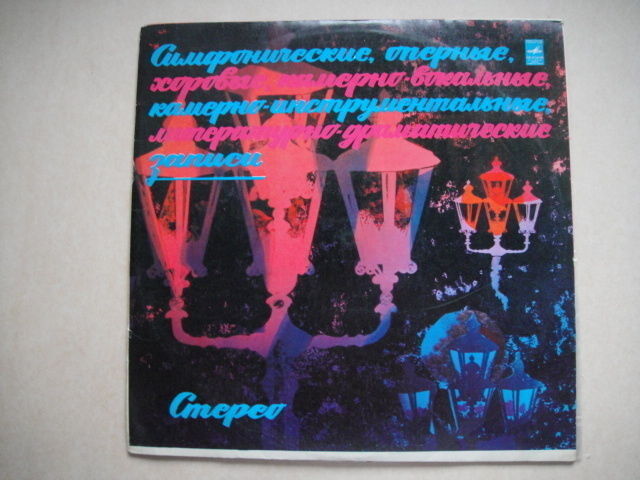 Симфонические, оперные,
хоровые, камерно-вокальные,
камерно-инструментальные,
литературно-драматические
записи
Стерео